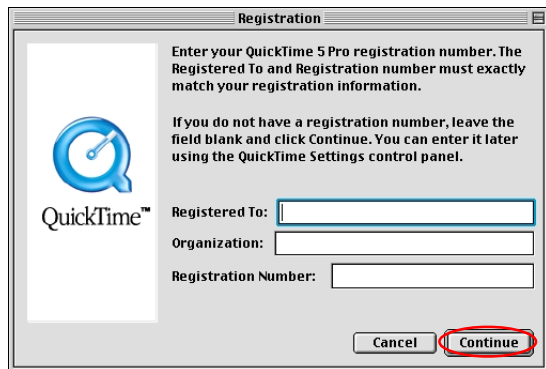 Registration
Enter your QuickTime 5 Pro registration number. The
Registered To and Registration number must exactly
match your registration information.
If you do not have a registration number, leave the
field blank and click Continue. You can enter it later
using the QuickTime Settings control panel.
QuickTime™
Registered To:
Organization:
Registration Number:
Cancel
Continue